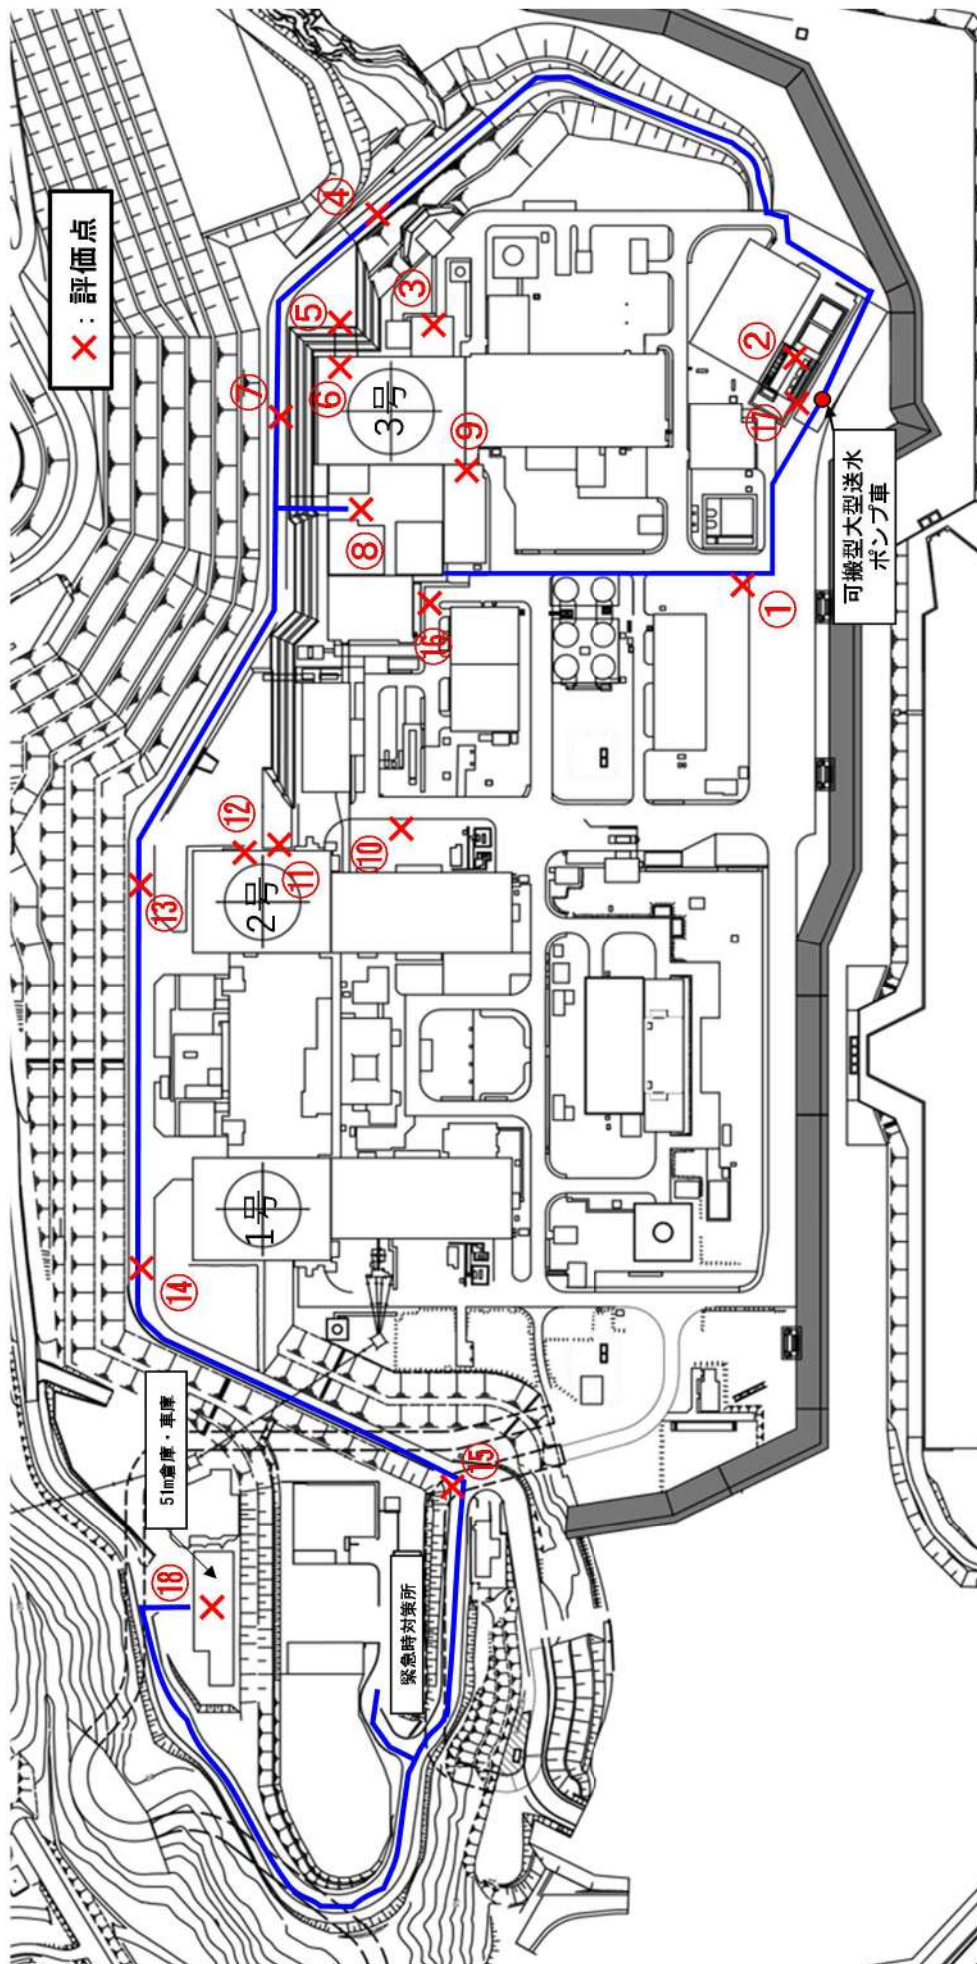 ×：評価点
④
③
⑤
⑥
⑦
3号
⑨
⑧
②
⑰
可搬型大型送水
ポンプ車
①
⑯
⑫
⑪
⑩
2号
⑬
1号
⑭
51m倉庫・車庫
⑮
⑱
緊急時対策所